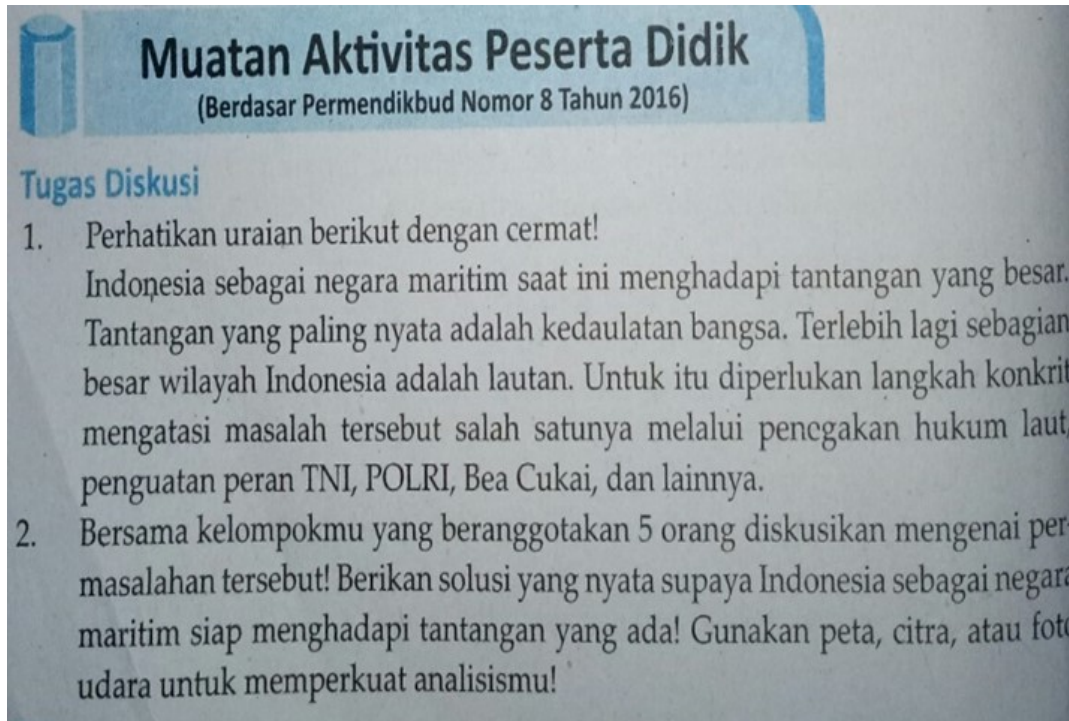 Muatan Aktivitas Peserta Didik
(Berdasar Permendikbud Nomor 8 Tahun 2016)
Tugas Diskusi
1. Perhatikan uraian berikut dengan cermat!
Indonesia sebagai negara maritim saat ini menghadapi tantangan yang besar.
Tantangan yang paling nyata adalah kedaulatan bangsa. Terlebih lagi sebagian
besar wilayah Indonesia adalah lautan. Untuk itu diperlukan langkah konkrit
mengatasi masalah tersebut salah satunya melalui penegakan hukum laut,
penguatan peran TNI, POLRI, Bea Cukai, dan lainnya.
2. Bersama kelompokmu yang beranggotakan 5 orang diskusikan mengenai per-
masalahan tersebut! Berikan solusi yang nyata supaya Indonesia sebagai negara
maritim siap menghadapi tantangan yang ada! Gunakan peta, citra, atau foto
udara untuk memperkuat analisismu!